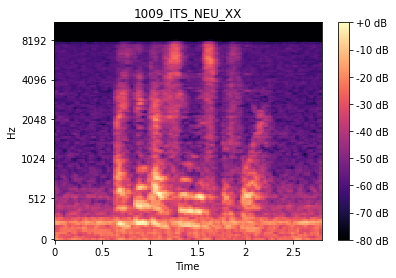 1009_ITS_NEU_XX
Hz
8192
4096
2048
1024
512
0
0 0.5 1 1.5 2 2.5
Time
+0 dB
-10 dB
-20 dB
-30 dB
-40 dB
-50 dB
-60 dB
-70 dB
-80 dB